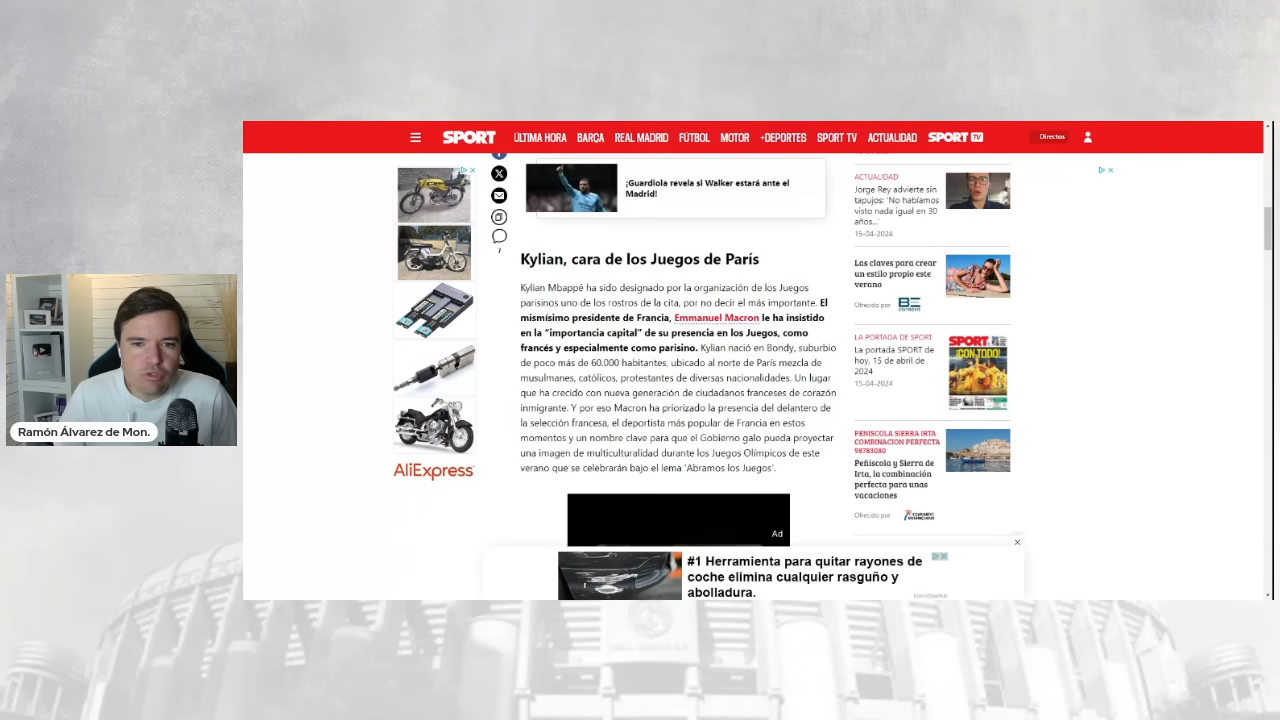 SPORT
ÚLTIMA HORA
BARÇA
REAL MADRID
FÚTBOL
MOTOR
+DEPORTES
SPORT TV
ACTUALIDAD
SPORT TV
Directos
¡Guardiola revela si Walker estará ante el
Madrid!
7
Kylian, cara de los Juegos de París
Kylian Mbappé ha sido designado por la organización de los Juegos
parisinos uno de los rostros de la cita, por no decir el más importante. El
mismísimo presidente de Francia, Emmanuel Macron le ha insistido
en la "importancia capital" de su presencia en los Juegos, como
francés y especialmente como parisino. Kylian nació en Bondy, suburbio
de poco más de 60.000 habitantes, ubicado al norte de París mezcla de
musulmanes, católicos, protestantes de diversas nacionalidades. Un lugar
que ha crecido con nueva generación de ciudadanos franceses de corazón
inmigrante. Y por eso Macron ha priorizado la presencia del delantero de
la selección francesa, el deportista más popular de Francia en estos
momentos y un nombre clave para que el Gobierno galo pueda proyectar
una imagen de multiculturalidad durante los Juegos Olímpicos de este
verano que se celebrarán bajo el lema 'Abramos los Juegos'.
Ad
#1 Herramienta para quitar rayones de
coche elimina cualquier rasguño y
abolladura.
AliExpress
ACTUALIDAD
Jorge Rey advierte sin
tapujos: 'No habíamos
visto nada igual en 30
años...'
15-04-2024
Las claves para crear
un estilo propio este
verano
Ofrecido por
BE
content
LA PORTADA DE SPORT
La portada SPORT de
hoy, 15 de abril de
2024
15-04-2024
SPORT
¡CON TODO!
PENISCOLA SIERRA IRTA
COMBINACION PERFECTA
98783080
Peñíscola y Sierra de
Irta, la combinación
perfecta para unas
vacaciones
Ofrecido por
Ramón Álvarez de Mon.